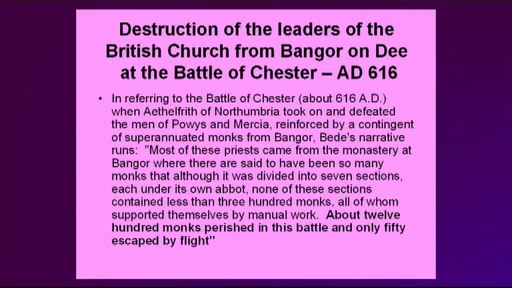 Destruction of the leaders of the
British Church from Bangor on Dee
at the Battle of Chester – AD 616
• In referring to the Battle of Chester (about 616 A.D.)
when Aethelfrith of Northumbria took on and defeated
the men of Powys and Mercia, reinforced by a contingent
of superannuated monks from Bangor, Bede's narrative
runs: "Most of these priests came from the monastery at
Bangor where there are said to have been so many
monks that although it was divided into seven sections,
each under its own abbot, none of these sections
contained less than three hundred monks, all of whom
supported themselves by manual work. About twelve
hundred monks perished in this battle and only fifty
escaped by flight"